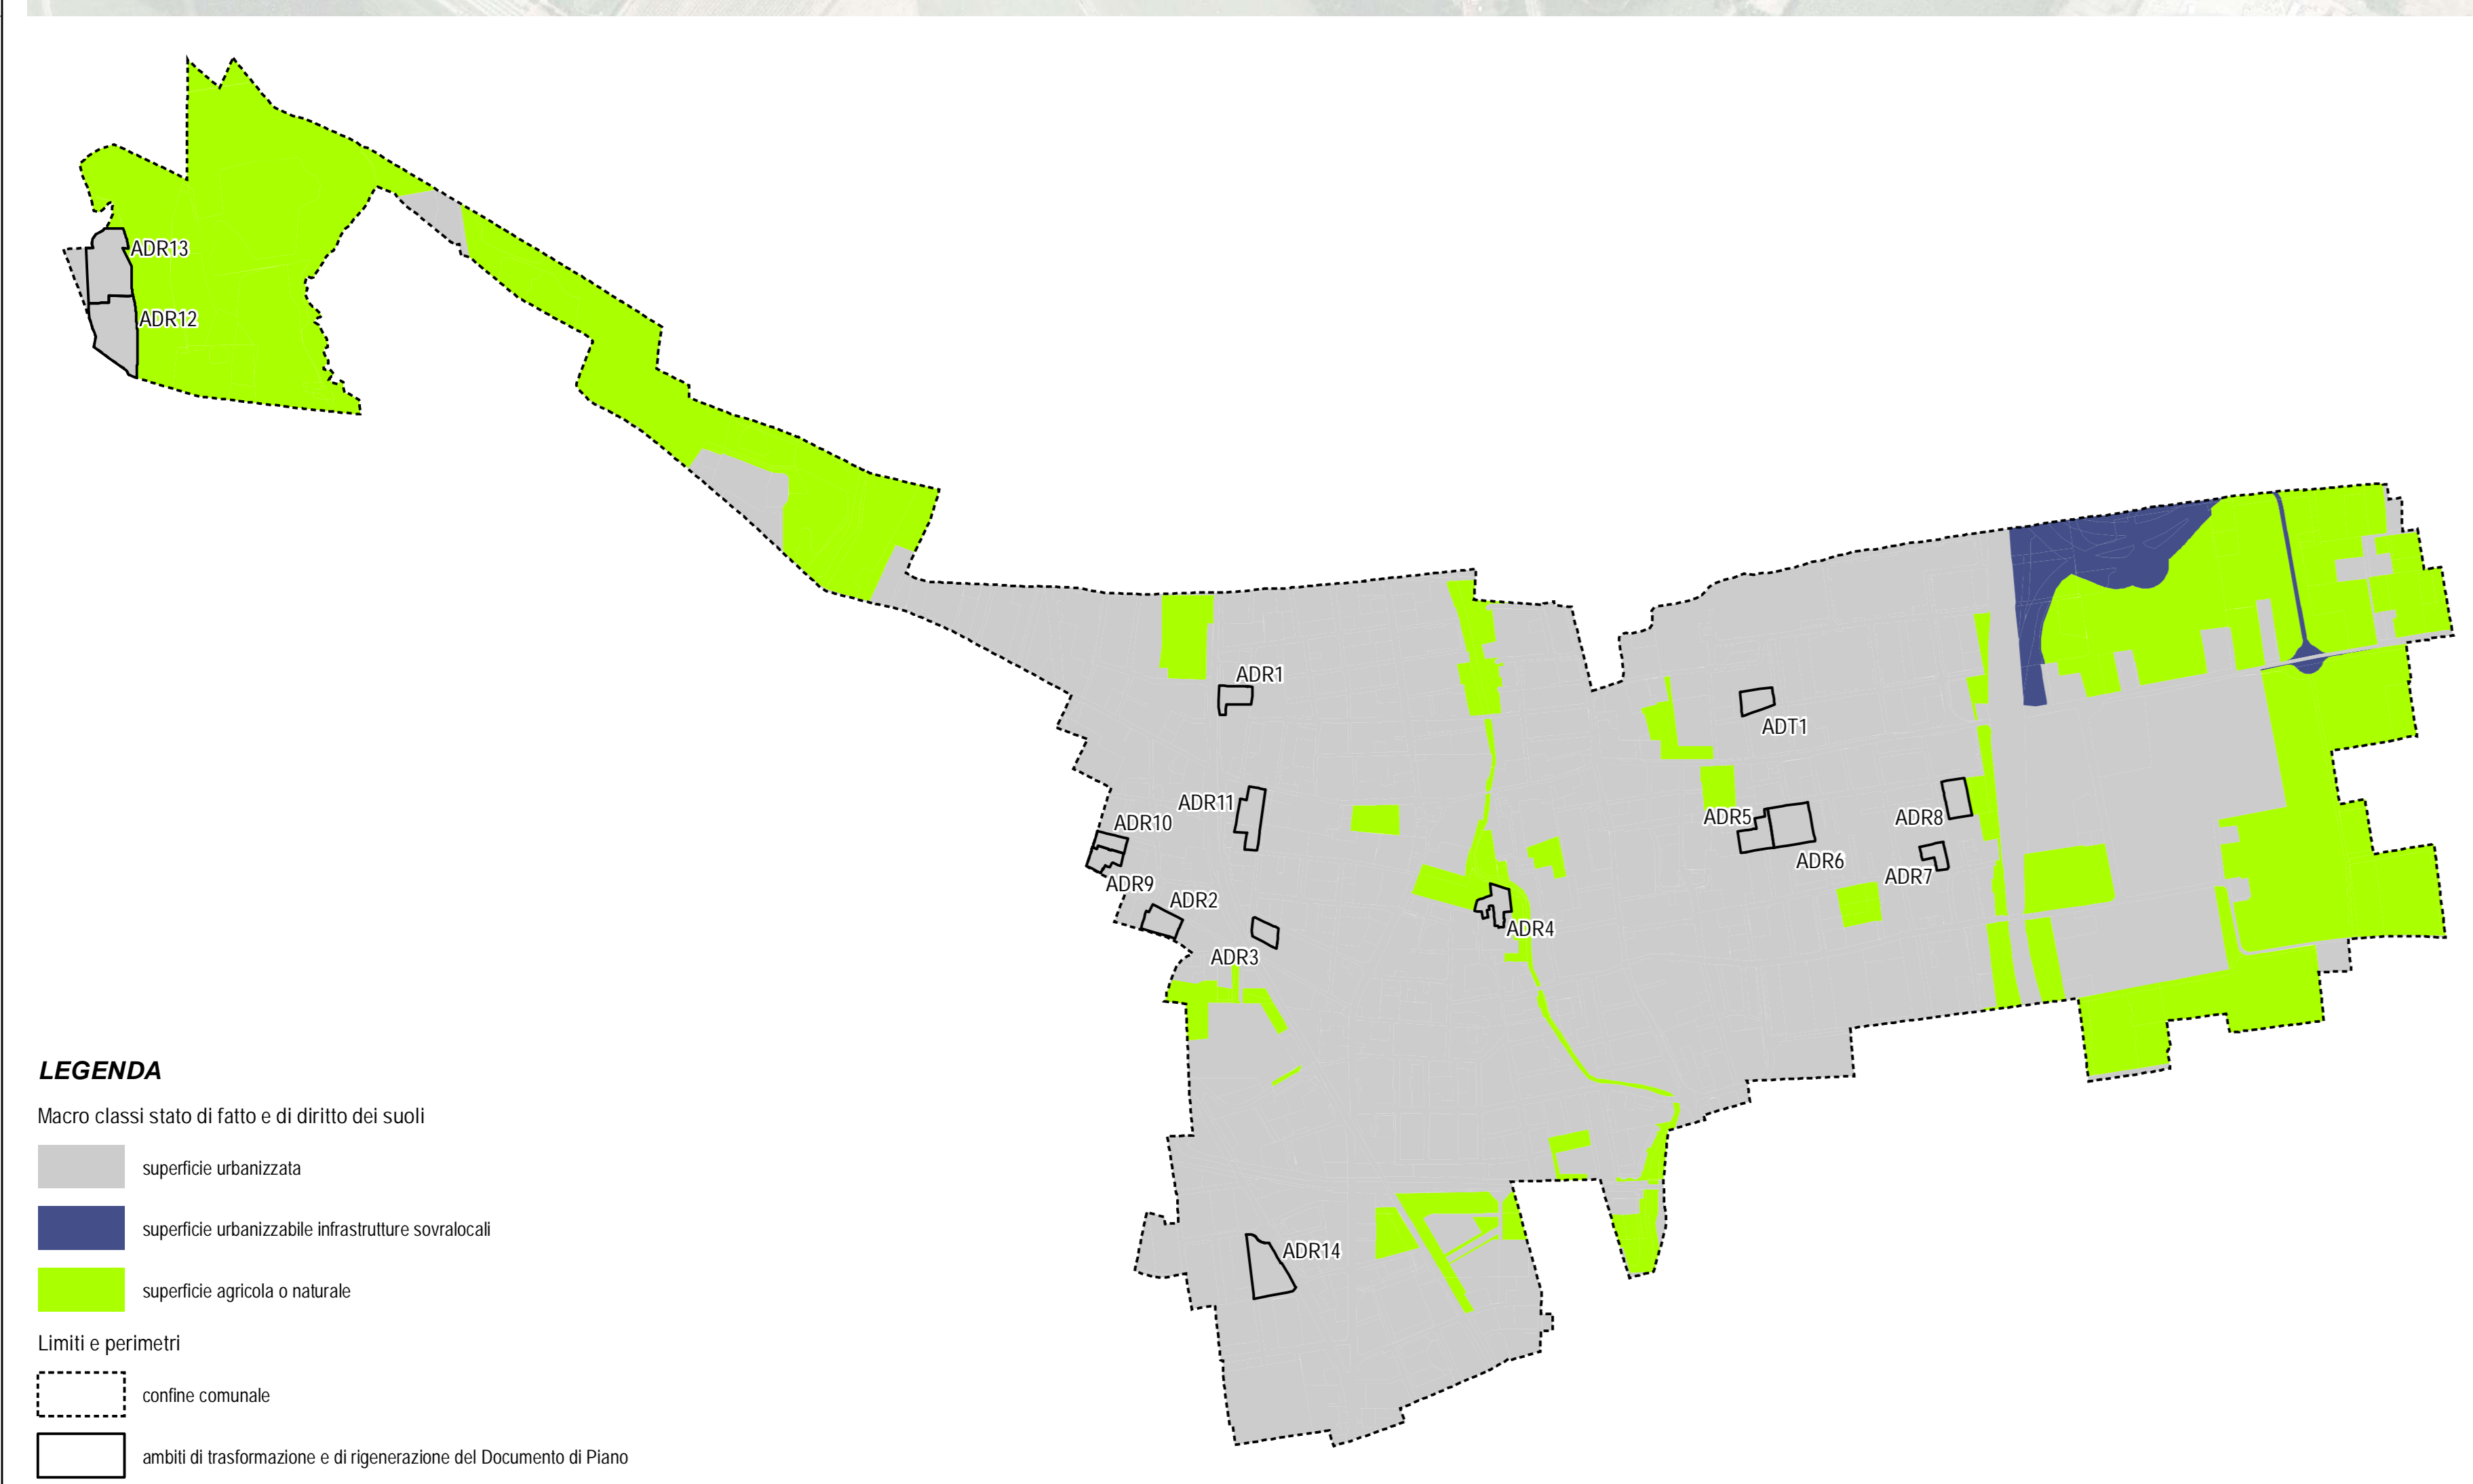 ADR13
ADR12
ADR1
ADT1
ADR11
ADR5
ADR8
ADR10
ADR6
ADR9
ADR7
ADR2
ADR4
ADR3
ADR14
LEGENDA
Macro classi stato di fatto e di diritto dei suoli
superficie urbanizzata
superficie urbanizzabile infrastrutture sovralocali
superficie agricola o naturale
Limiti e perimetri
confine comunale
ambiti di trasformazione e di rigenerazione del Documento di Piano